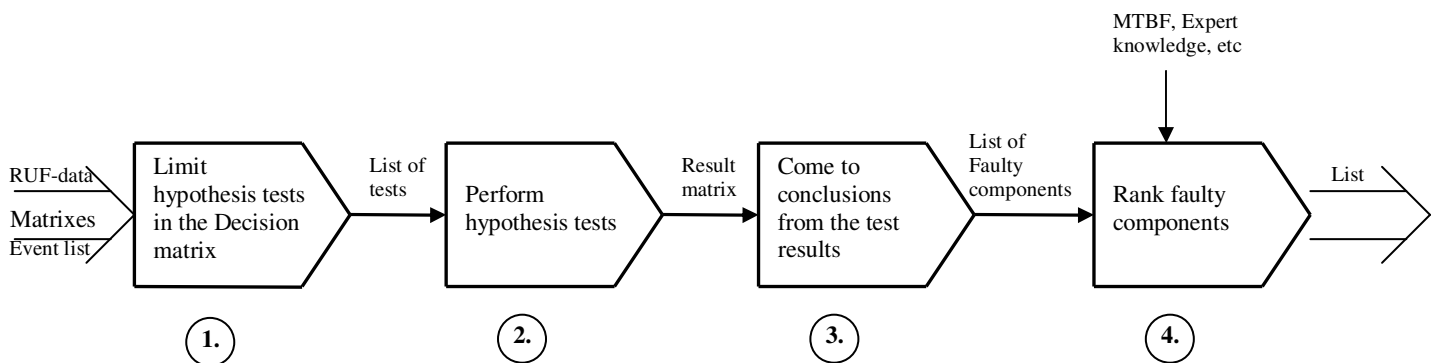 MTBF, Expert
knowledge, etc
RUF-data
Matrixes
Event list
Limit
hypothesis tests
in the Decision
matrix
List of
tests
Perform
hypothesis tests
Result
matrix
Come to
conclusions
from the test
results
List of
Faulty
components
Rank faulty
components
List
1.
2.
3.
4.